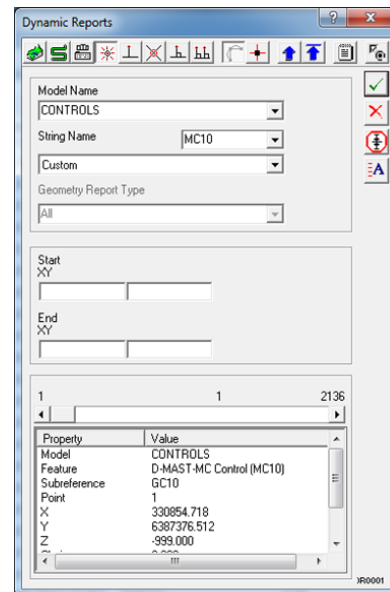 Dynamic Reports
Model Name
CONTROLS
String Name
MC10
Custom
Geometry Report Type
All
Start
XY
End
XY
1 1 2136
Property Value
Model CONTROLS
Feature D-MAST-MC Control (MC10)
Subreference GC10
Point 1
X 330854.718
Y 6387376.512
Z -999.000